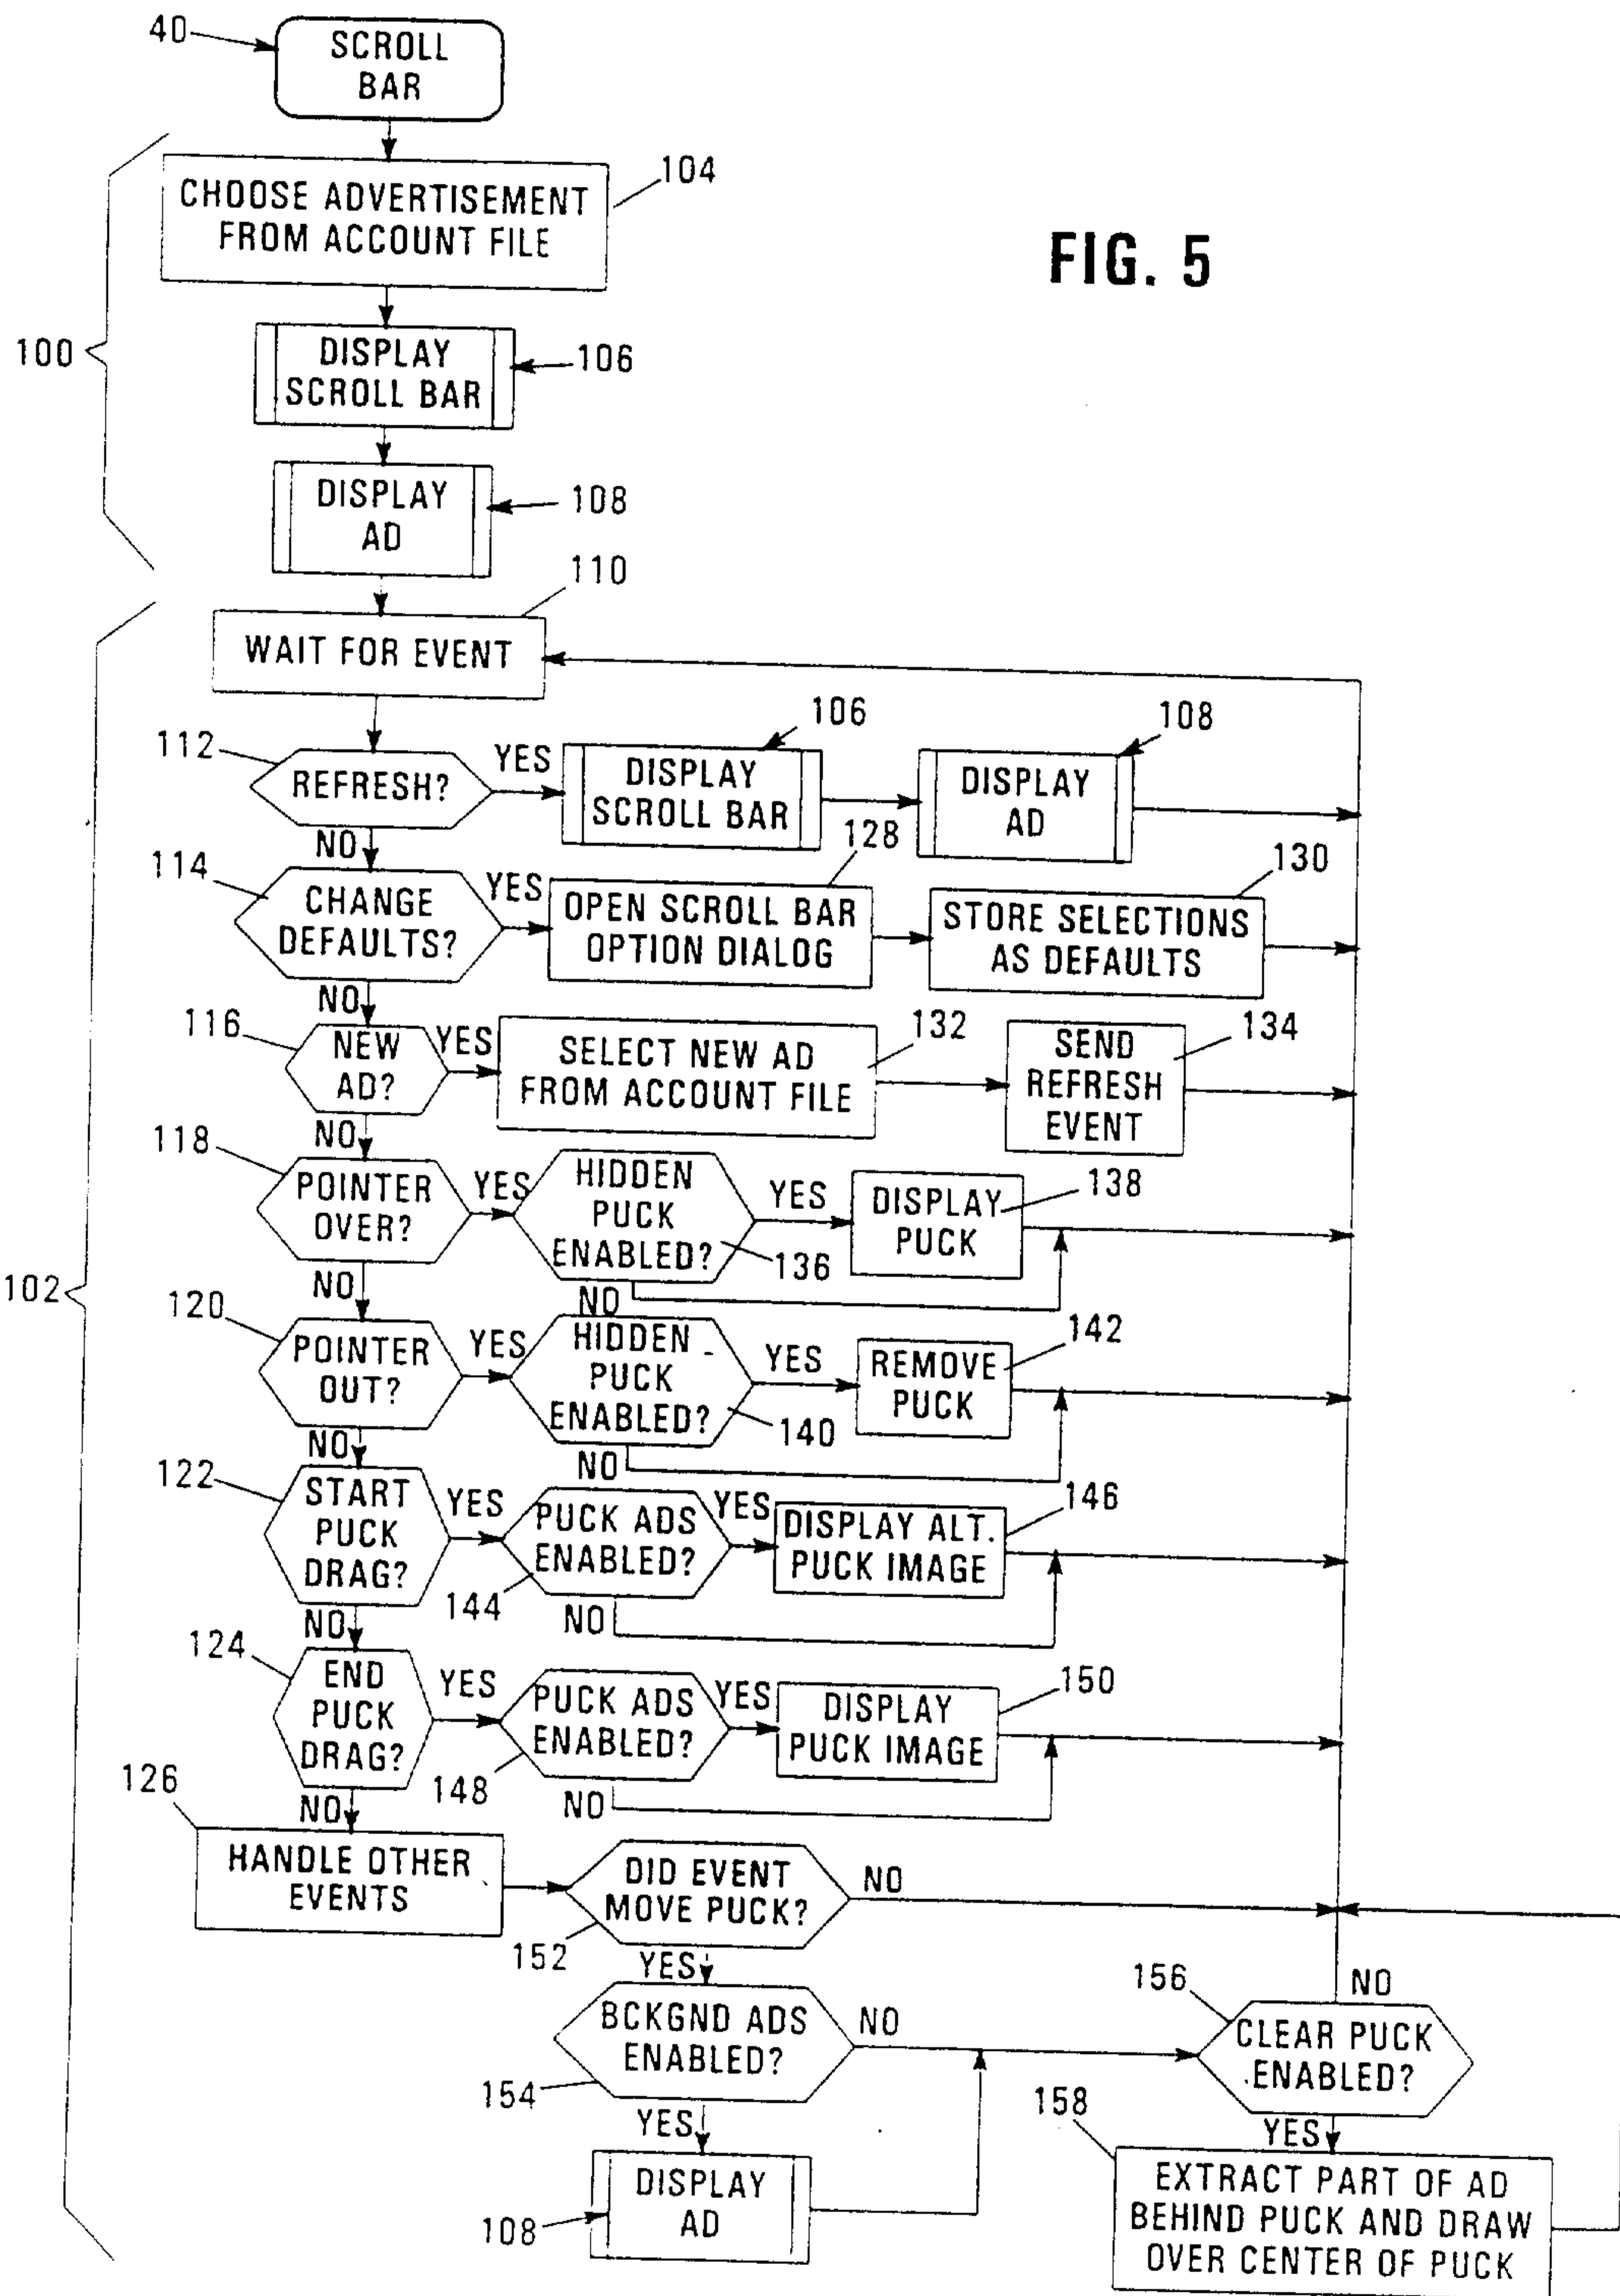 40
SCROLL
BAR
104
CHOOSE ADVERTISEMENT
FROM ACCOUNT FILE
FIG. 5
100
DISPLAY
SCROLL BAR
106
DISPLAY
AD
108
110
WAIT FOR EVENT
102
112
REFRESH?
YES
106
DISPLAY
SCROLL BAR
108
DISPLAY
AD
NO
114
CHANGE
DEFAULTS?
YES
128
OPEN SCROLL BAR
OPTION DIALOG
130
STORE SELECTIONS
AS DEFAULTS
NO
116
NEW
AD?
YES
132
SELECT NEW AD
FROM ACCOUNT FILE
134
SEND
REFRESH
EVENT
NO
118
POINTER
OVER?
YES
HIDDEN
PUCK
ENABLED?
136
YES
138
DISPLAY
PUCK
NO
NO
120
POINTER
OUT?
YES
HIDDEN
PUCK
ENABLED?
140
YES
142
REMOVE
PUCK
NO
NO
122
START
PUCK
DRAG?
YES
PUCK ADS
ENABLED?
144
YES
146
DISPLAY ALT.
PUCK IMAGE
NO
NO
124
END
PUCK
DRAG?
YES
PUCK ADS
ENABLED?
148
YES
150
DISPLAY
PUCK IMAGE
NO
NO
126
HANDLE OTHER
EVENTS
DID EVENT
MOVE PUCK?
152
NO
YES
BCKGND ADS
ENABLED?
154
NO
156
NO
CLEAR PUCK
ENABLED?
YES
DISPLAY
AD
108
YES
158
EXTRACT PART OF AD
BEHIND PUCK AND DRAW
OVER CENTER OF PUCK